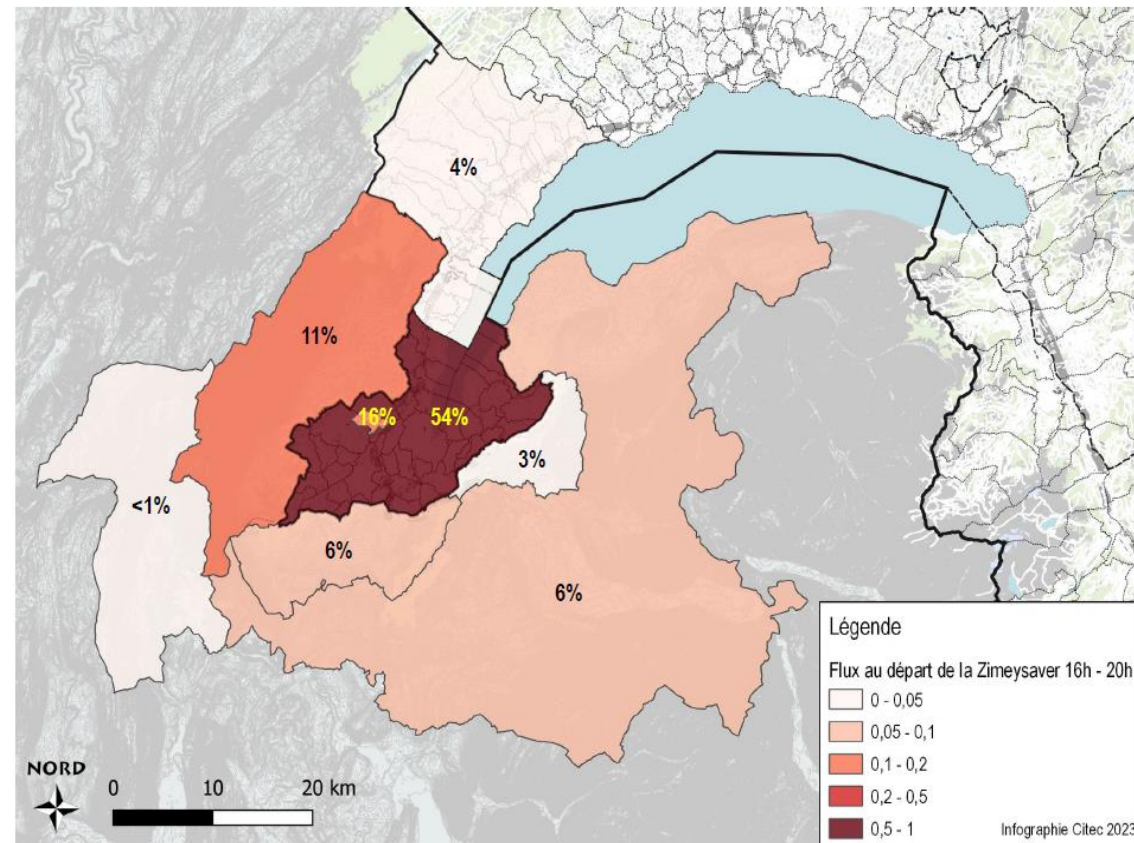 4%
11%
16%
54%
3%
<1%
6%
6%
Légende
Flux au départ de la Zimeysaver 16h - 20h
0 - 0,05
0,05 - 0,1
0,1 - 0,2
0,2 - 0,5
0,5 - 1
Infographie Citec 2023
NORD
0 10 20 km